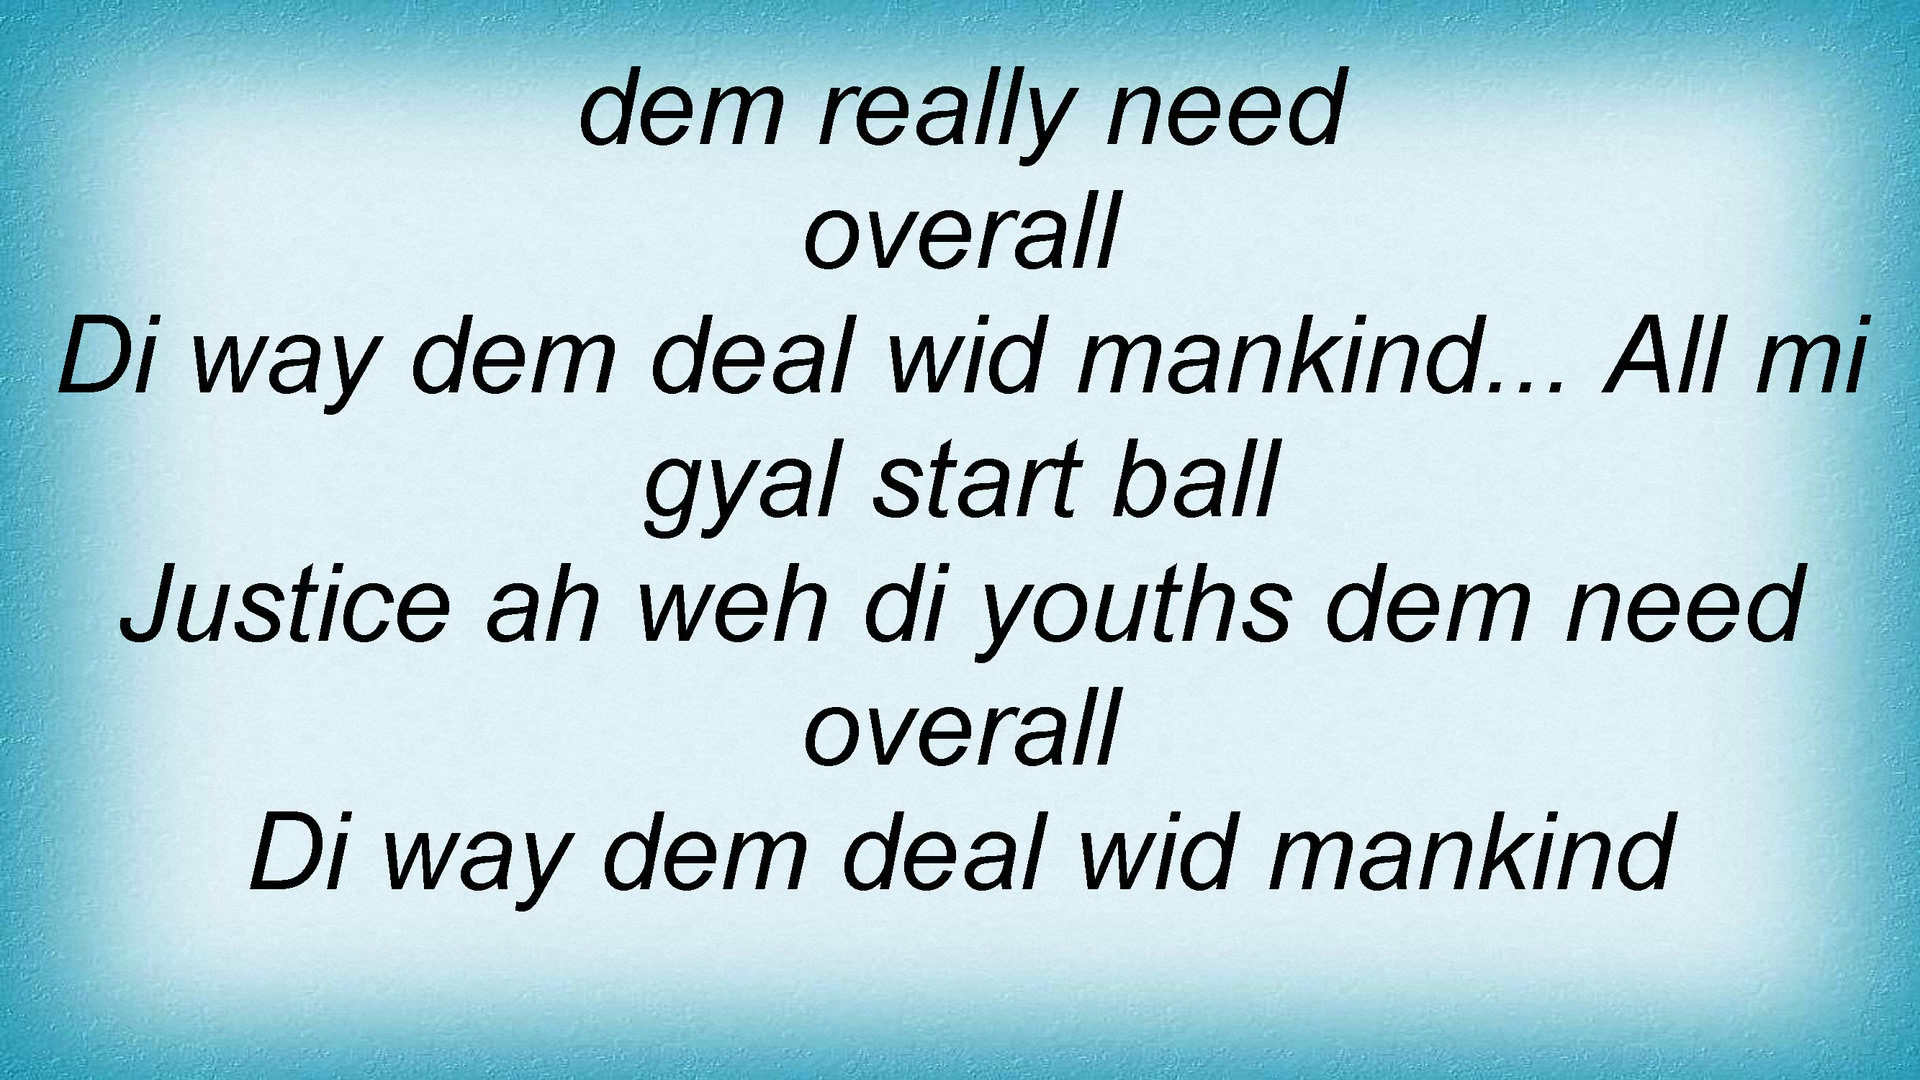 dem really need
overall
Di way dem deal wid mankind... All mi
gyal start ball
Justice ah weh di youths dem need
overall
Di way dem deal wid mankind